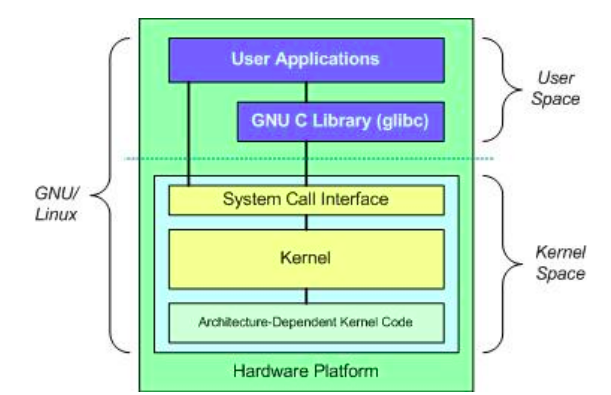 User Applications
GNU C Library (glibc)
User
Space
GNU/
Linux
System Call Interface
Kernel
Kernel
Space
Architecture-Dependent Kernel Code
Hardware Platform